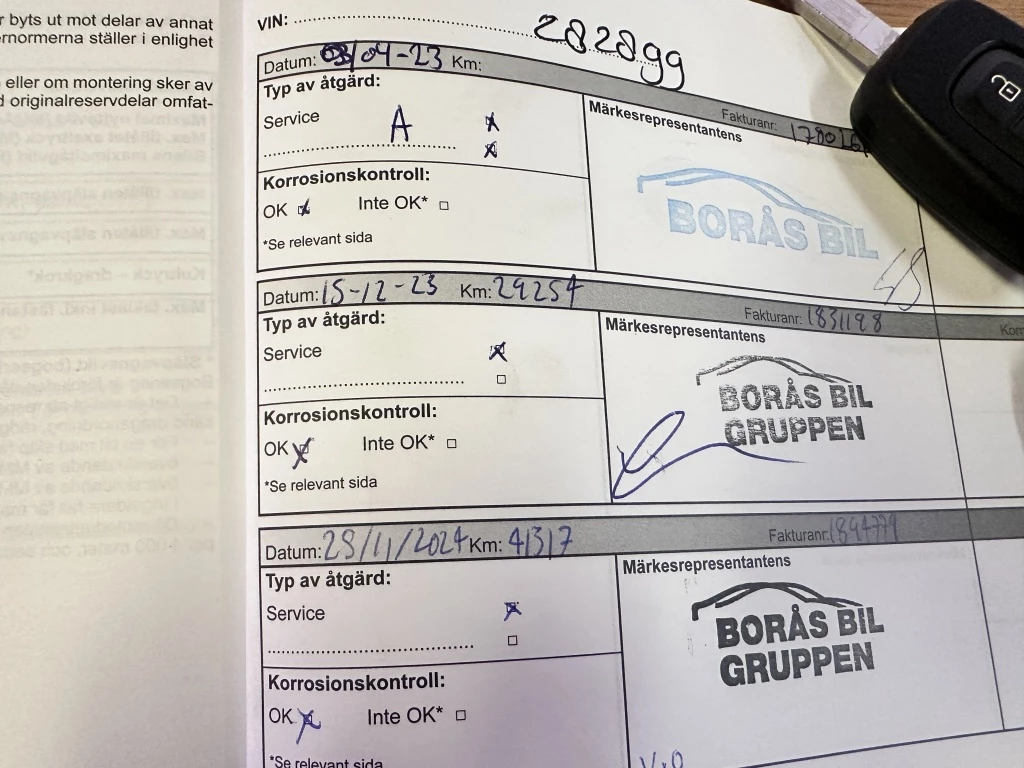 r byts ut mot delar av annat
ernormerna ställer i enlighet
eller om montering sker av
d originalreservdelar omfat-
VIN: 282899
Datum: 03/04-23 Km:
Typ av åtgärd:
Service A
Korrosionskontroll:
OK Inte OK*
*Se relevant sida
Fakturanr:
Märkesrepresentantens
BORÅS BIL
Datum: 15-12-23 Km: 29254
Typ av åtgärd:
Service
Korrosionskontroll:
OK Inte OK*
*Se relevant sida
Fakturanr: 1831198
Märkesrepresentantens
BORÅS BIL
GRUPPEN
Datum: 29/11/2024 Km: 41317
Typ av åtgärd:
Service
Korrosionskontroll:
OK Inte OK*
*Se relevant sida
Fakturanr: 1894779
Märkesrepresentantens
BORÅS BIL
GRUPPEN